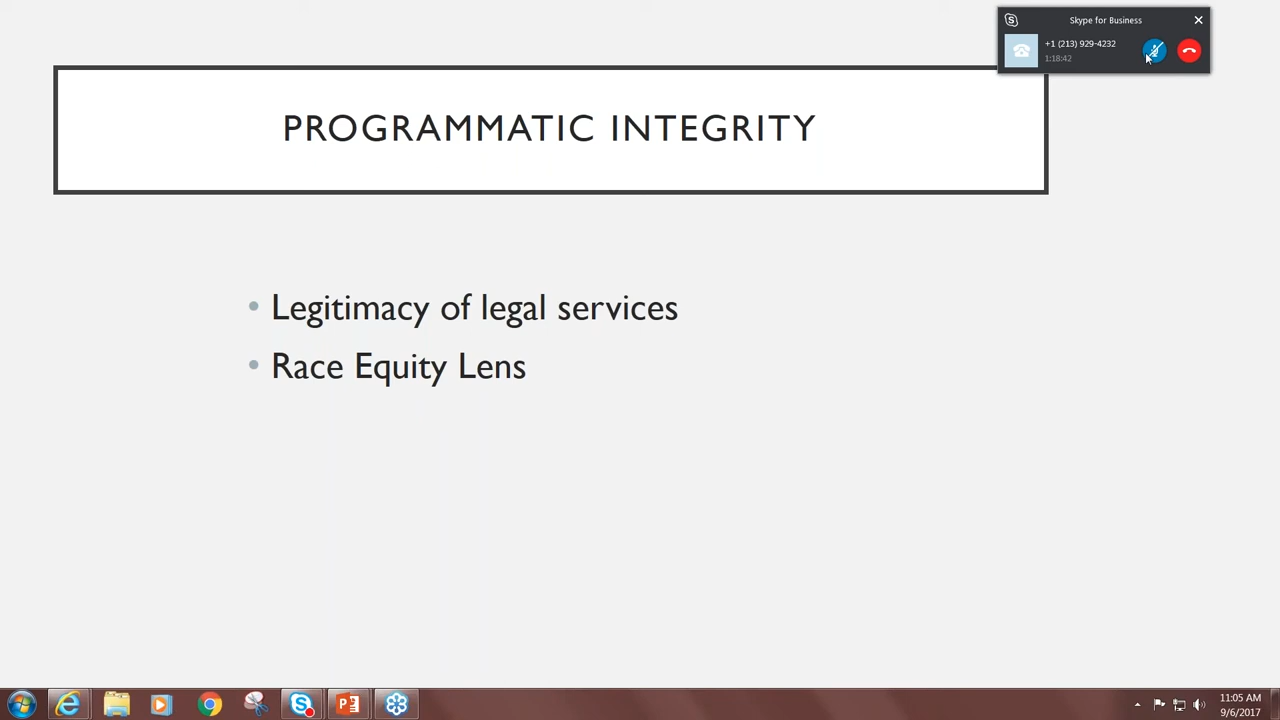 Skype for Business
+1 (213) 929-4232
1:18:42
PROGRAMMATIC INTEGRITY
• Legitimacy of legal services
• Race Equity Lens
11:05 AM
9/6/2017